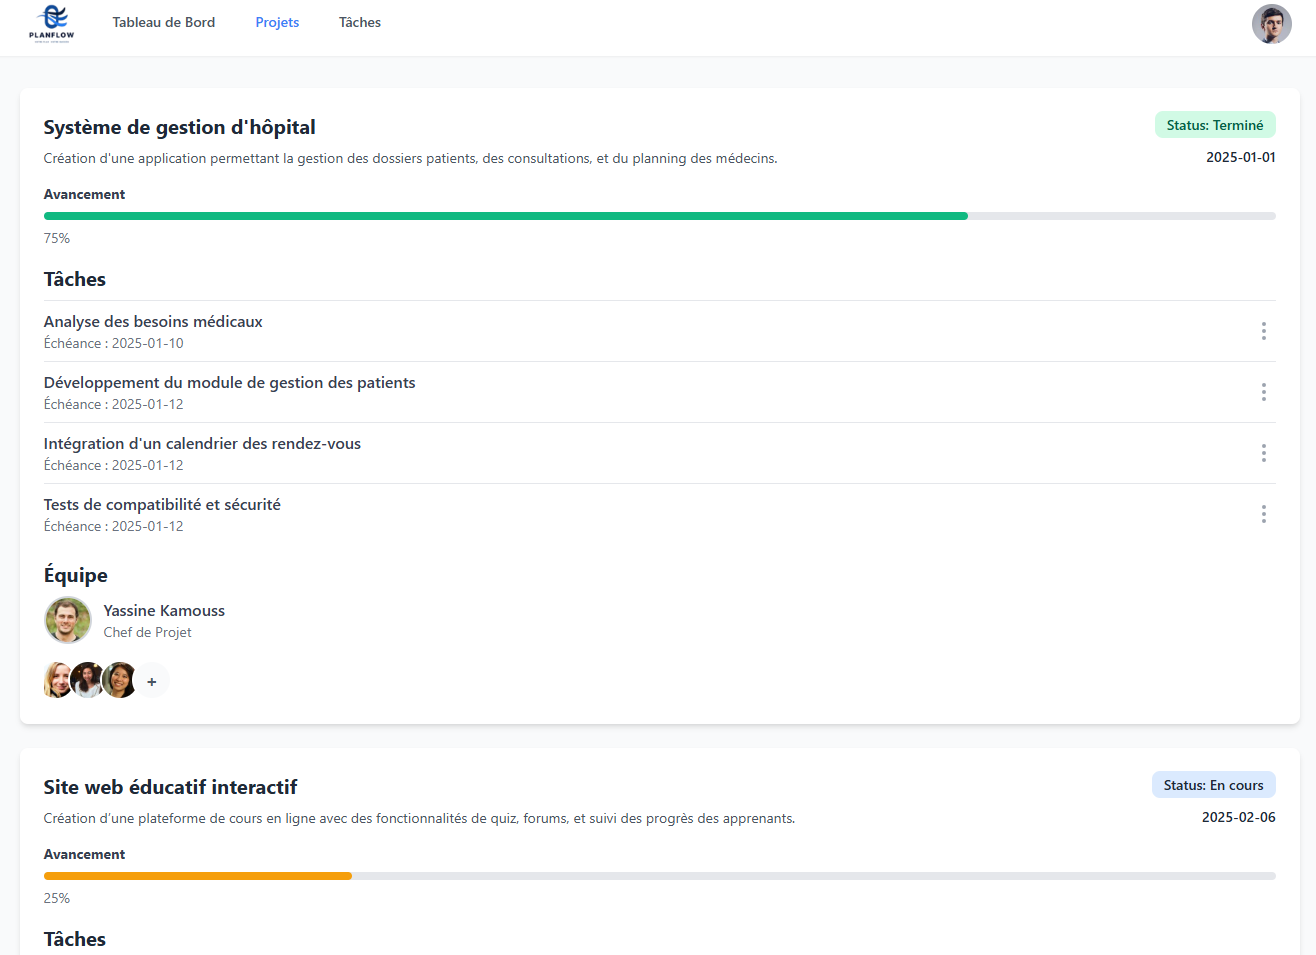 PLANFLOW
Tableau de Bord
Projets
Tâches
Système de gestion d'hôpital
Status: Terminé
Création d'une application permettant la gestion des dossiers patients, des consultations, et du planning des médecins.
2025-01-01
Avancement
75%
Tâches
Analyse des besoins médicaux
Échéance : 2025-01-10
Développement du module de gestion des patients
Échéance : 2025-01-12
Intégration d'un calendrier des rendez-vous
Échéance : 2025-01-12
Tests de compatibilité et sécurité
Échéance : 2025-01-12
Équipe
Yassine Kamouss
Chef de Projet
+
Site web éducatif interactif
Status: En cours
Création d’une plateforme de cours en ligne avec des fonctionnalités de quiz, forums, et suivi des progrès des apprenants.
2025-02-06
Avancement
25%
Tâches